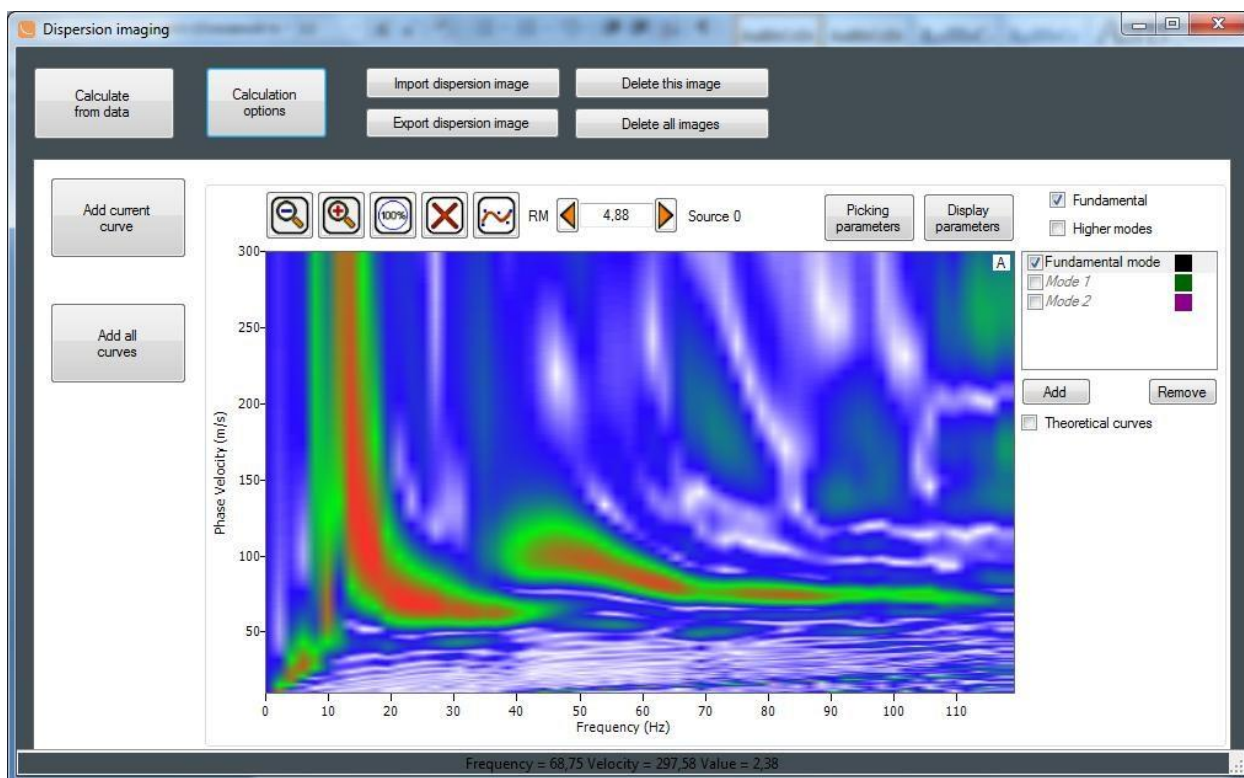 Dispersion imaging
Calculate
from data
Calculation
options
Import dispersion image
Export dispersion image
Delete this image
Delete all images
Add current
curve
Add all
curves
100%
RM
4,88
Source 0
Picking
parameters
Display
parameters
Fundamental
Higher modes
Fundamental mode
Mode 1
Mode 2
Add
Remove
Theoretical curves
A
Phase Velocity (m/s)
300
250
200
150
100
50
0 10 20 30 40 50 60 70 80 90 100 110
Frequency (Hz)
Frequency = 68,75 Velocity = 297,58 Value = 2,38